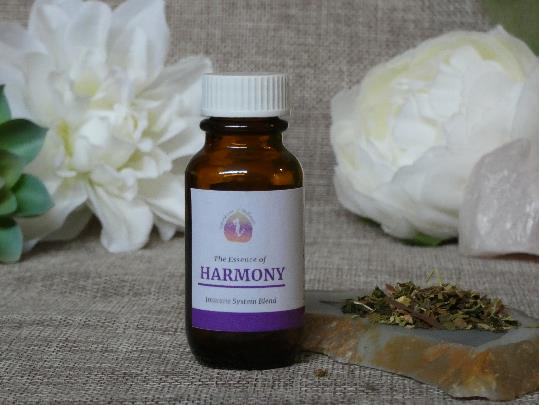 The Essence of
HARMONY
Immune System Blend